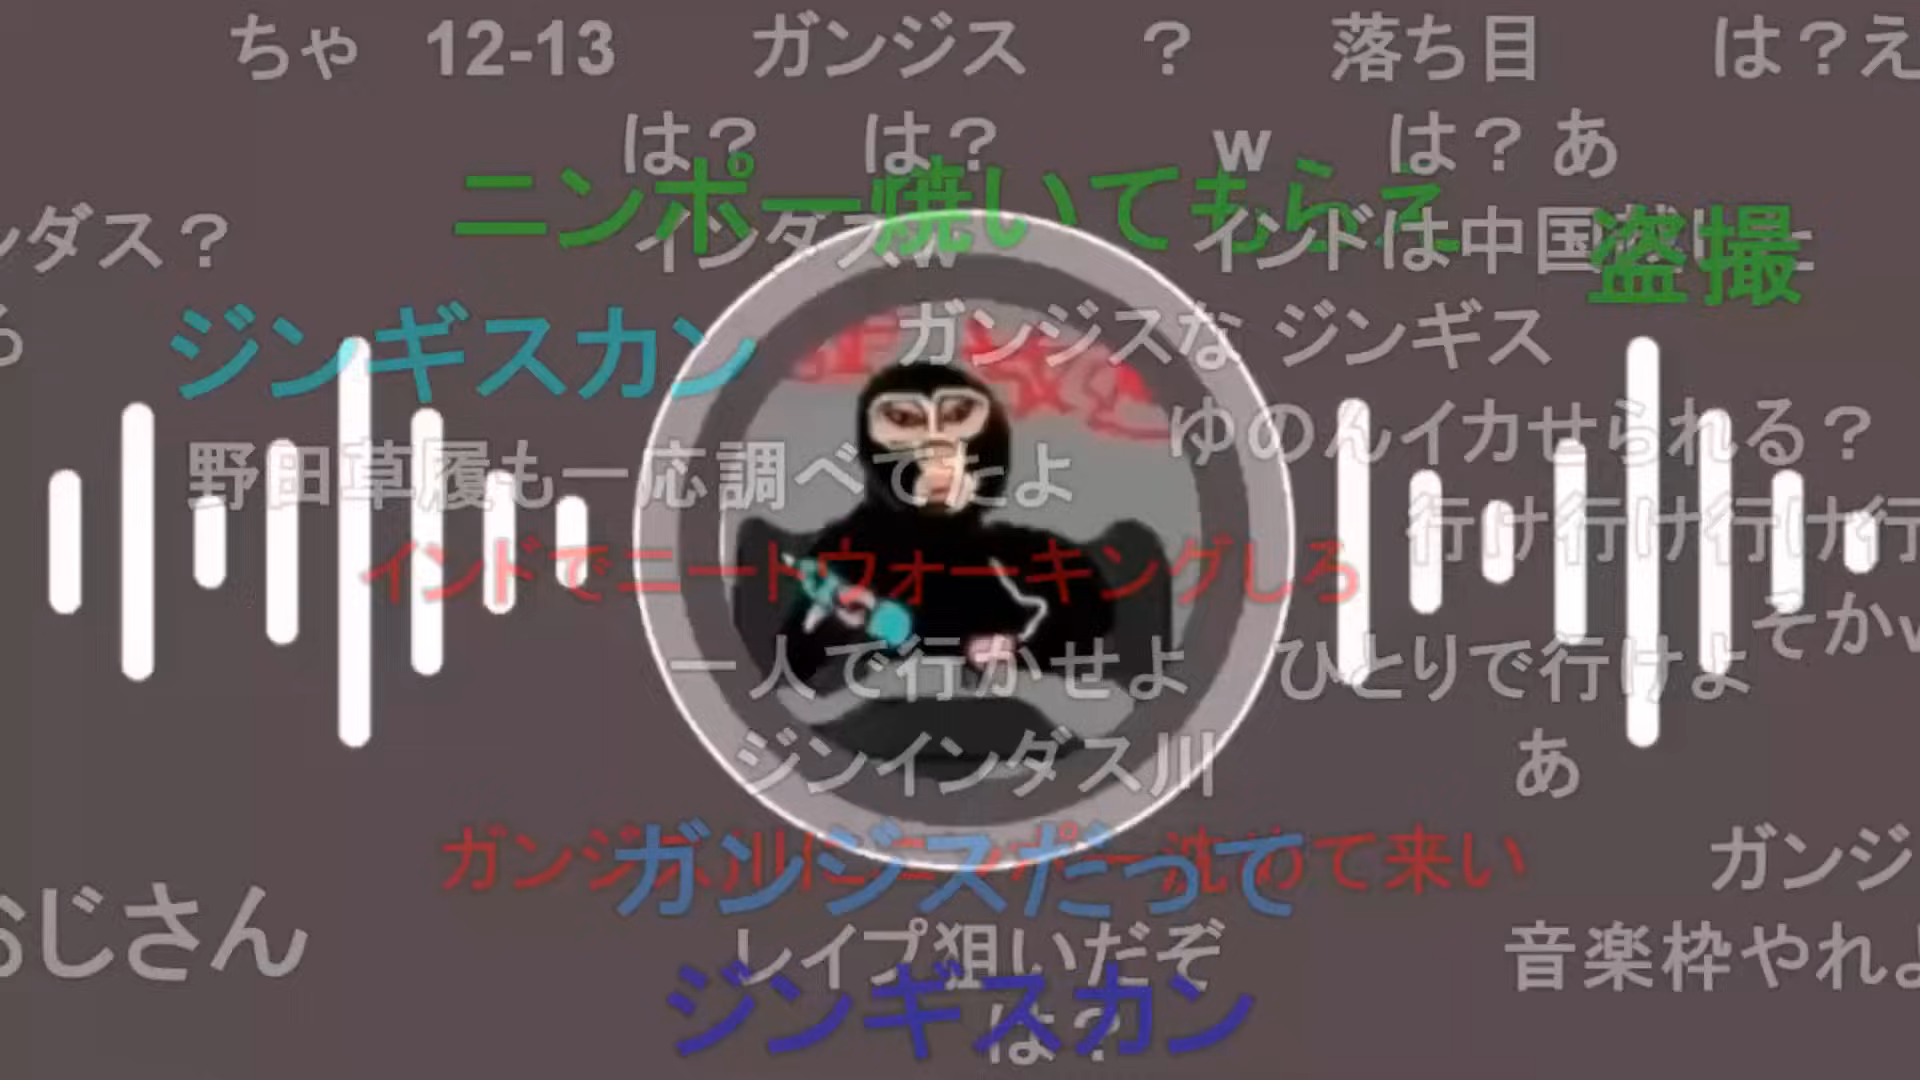 ちゃ 12-13 ガンジス ? 落ち目 は?え
は? は? w は? あ
ニンポー焼いてもらえ
ンダス? インダスw インドは中国
盗撮
ろ ガンジスな ジンギス
ジンギスカン
ゆのんイカせられる?
野田草履も一応調べてたよ
行け行け行け行
インドでニートウォーキングしろ
そかw
一人で行かせよ ひとりで行けよ
ジンインダス川 あ
ガンジス川にニンポー沈めて来い
ガンジスだって
ガンジ
おじさん
レイプ狙いだぞ 音楽枠やれよ
ジンギスカン
は?